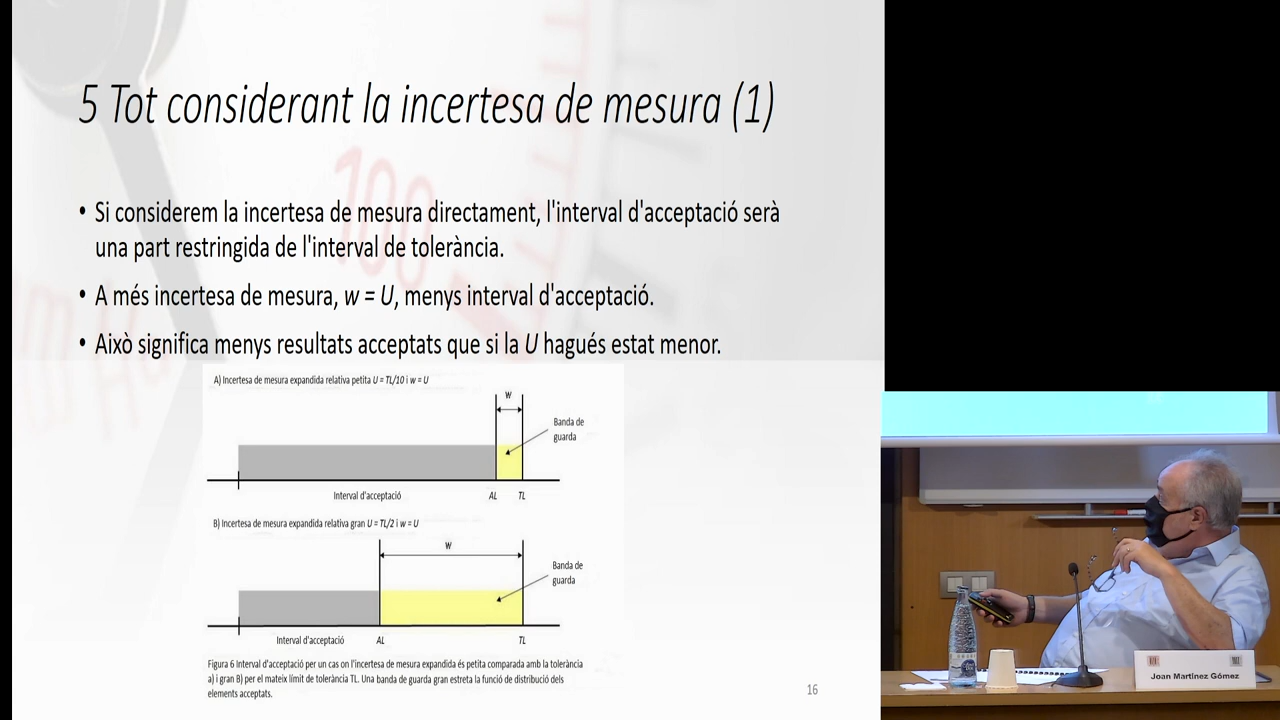 5 Tot considerant la incertesa de mesura (1)
• Si considerem la incertesa de mesura directament, l'interval d'acceptació serà
una part restringida de l'interval de tolerància.
• A més incertesa de mesura, w = U, menys interval d'acceptació.
• Això significa menys resultats acceptats que si la U hagués estat menor.
A) Incertesa de mesura expandida relativa petita U = TL/10 i w = U
w
Banda de
guarda
Interval d'acceptació
AL
TL
B) Incertesa de mesura expandida relativa gran U = TL/2 i w = U
w
Banda de
guarda
Interval d'acceptació
AL
TL
Figura 6 Interval d'acceptació per un cas on l'incertesa de mesura expandida és petita comparada amb la tolerància
a) i gran B) per el mateix límit de tolerància TL. Una banda de guarda gran estreta la funció de distribució dels
elements acceptats.
16
100
Joan Martínez Gómez